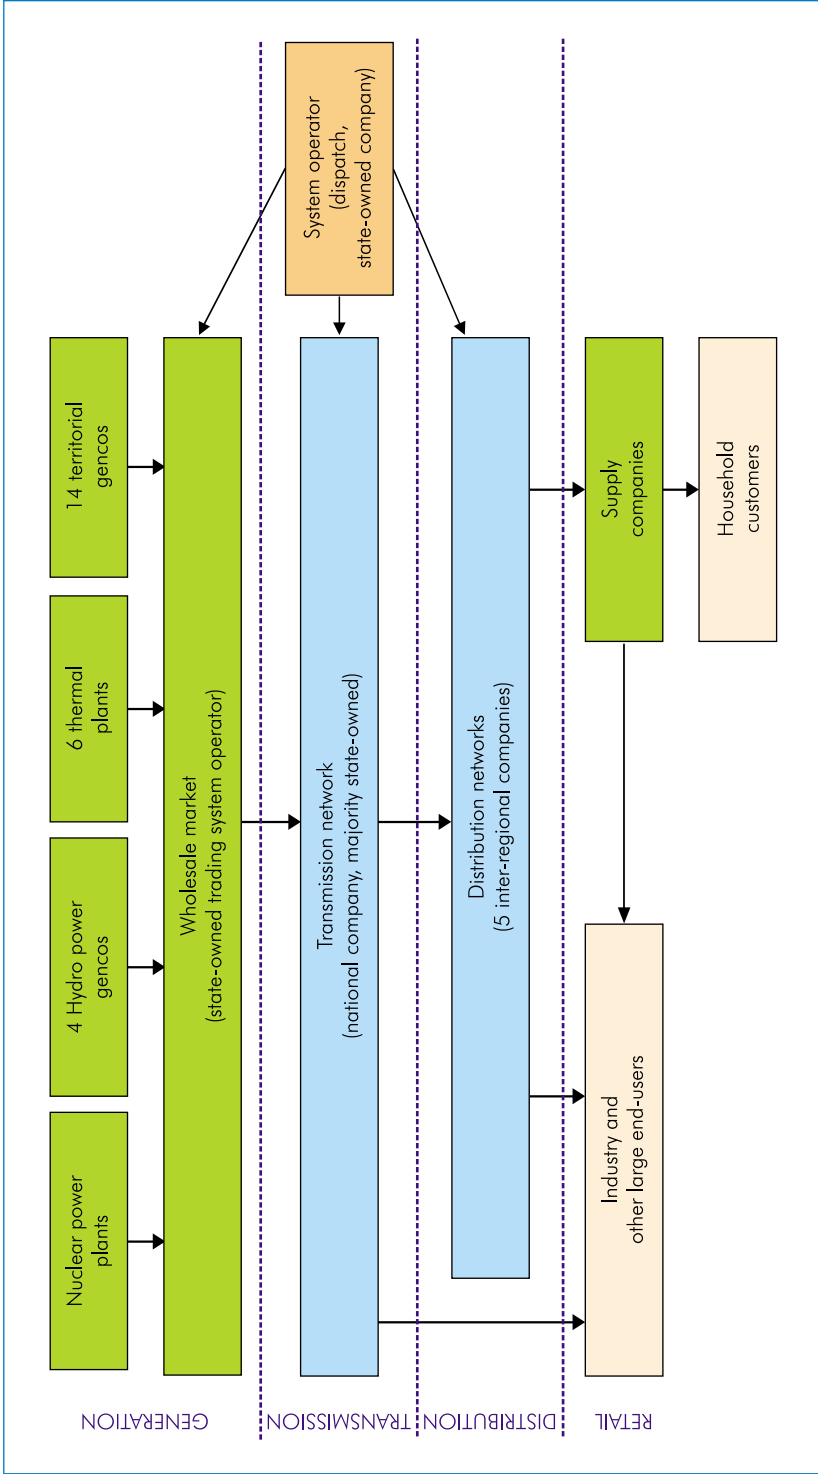 GENERATION
Nuclear power
plants
4 Hydro power
gencos
6 thermal
plants
14 territorial
gencos
Wholesale market
(state-owned trading system operator)
TRANSMISSION
Transmission network
(national company, majority state-owned)
System operator
(dispatch,
state-owned company)
DISTRIBUTION
Distribution networks
(5 inter-regional companies)
RETAIL
Industry and
other large end-users
Supply
companies
Household
customers